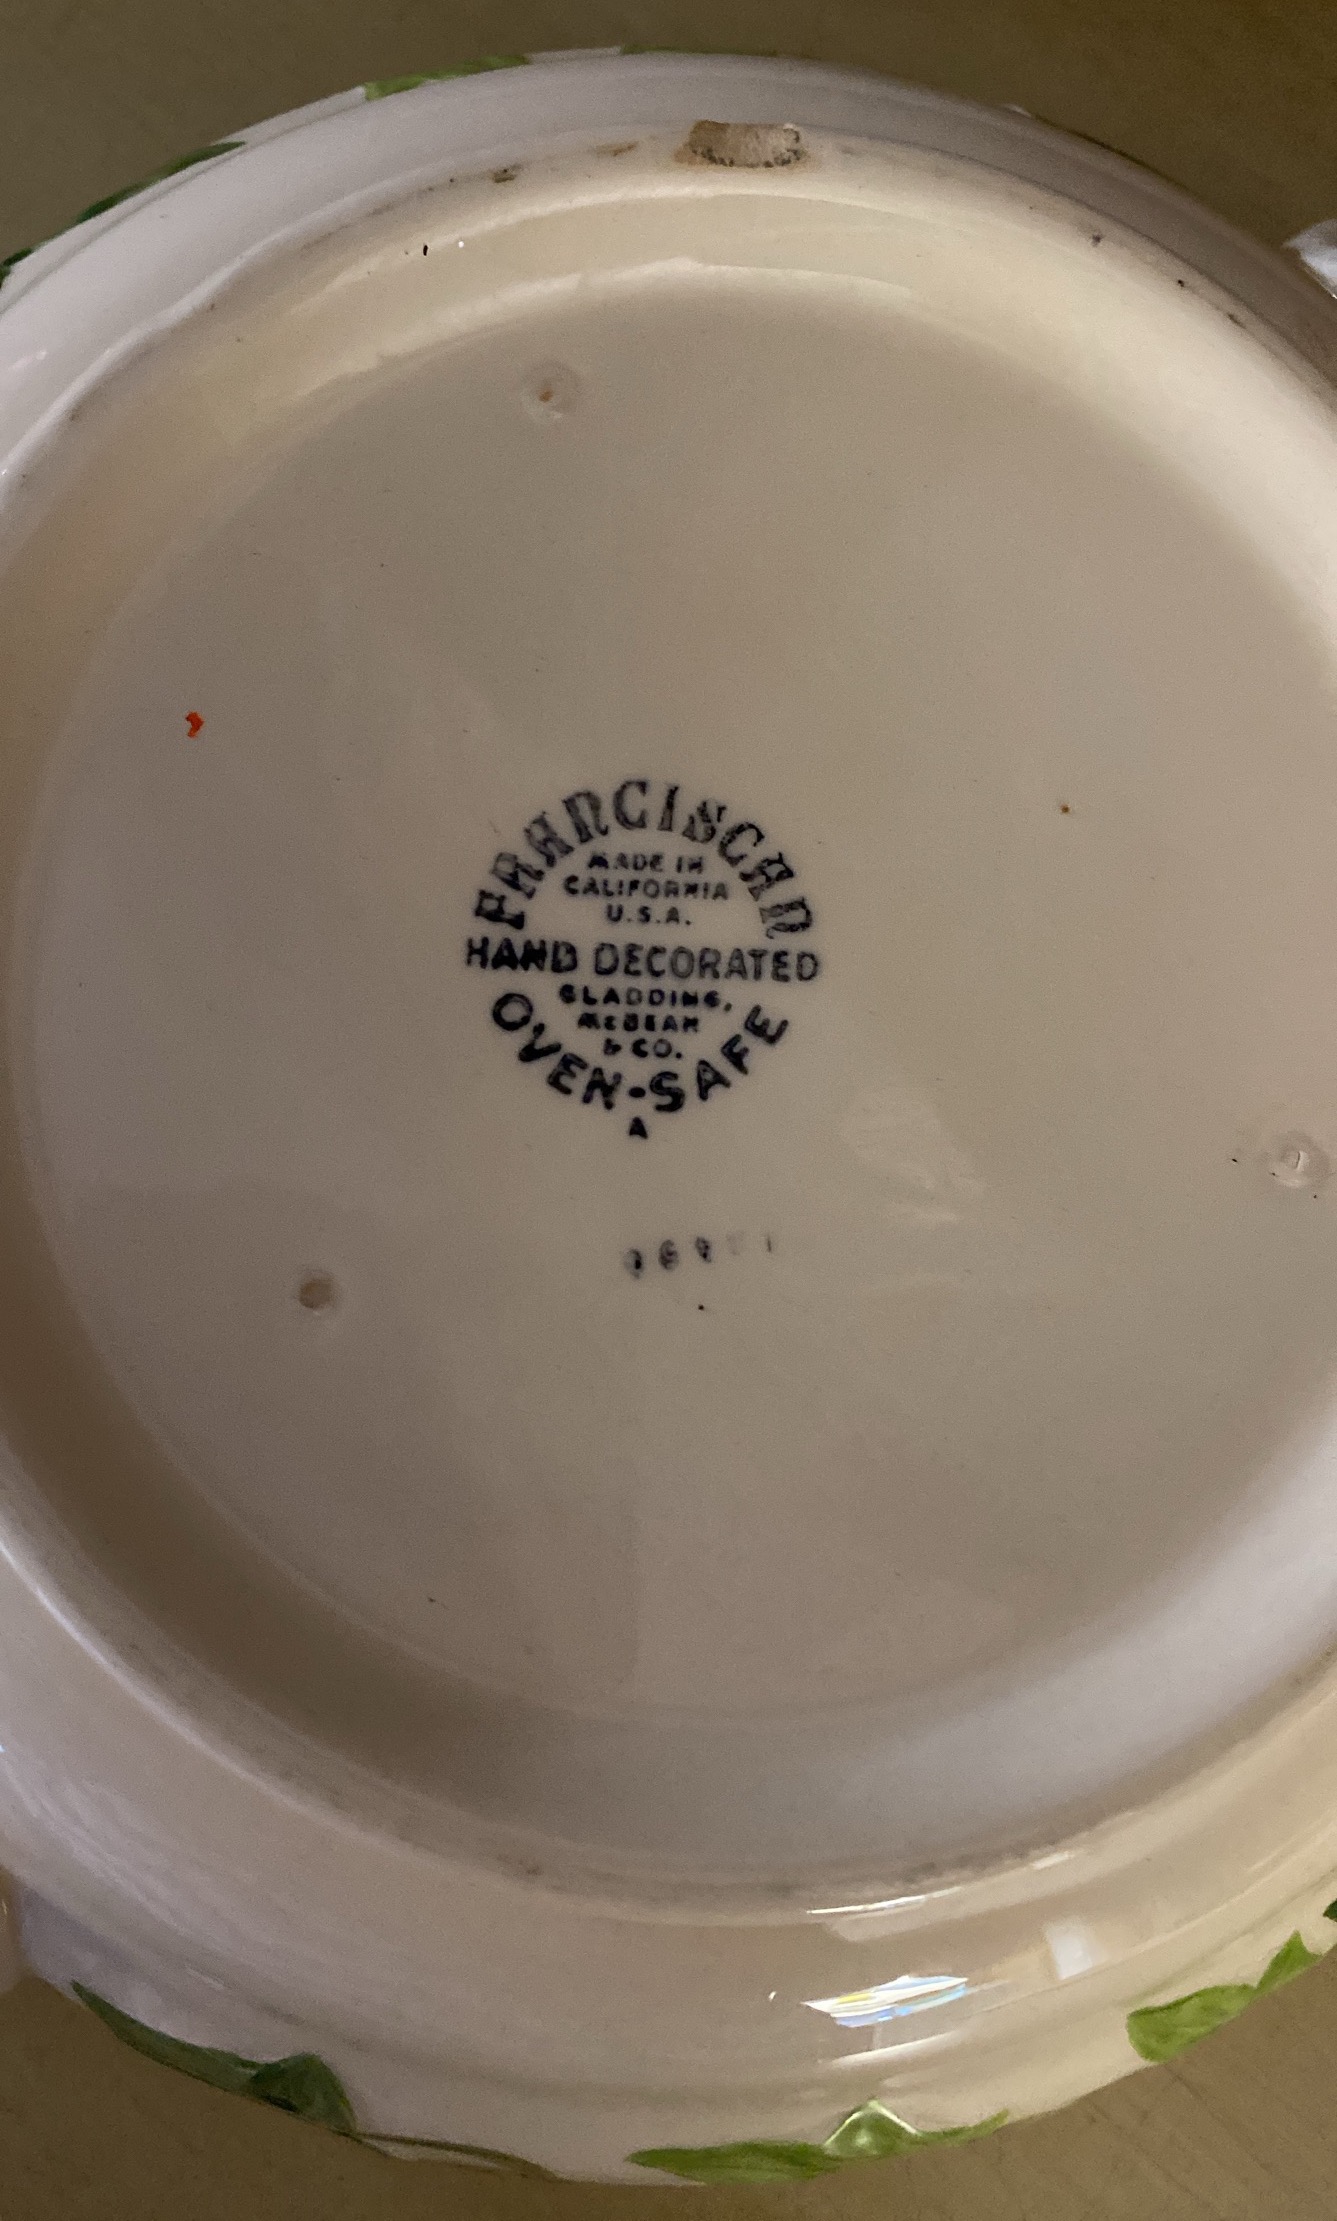 FRANCISCAN
MADE IN
CALIFORNIA
U.S.A.
HAND DECORATED
GLADDING,
McBEAN
& CO.
OVEN-SAFE
A